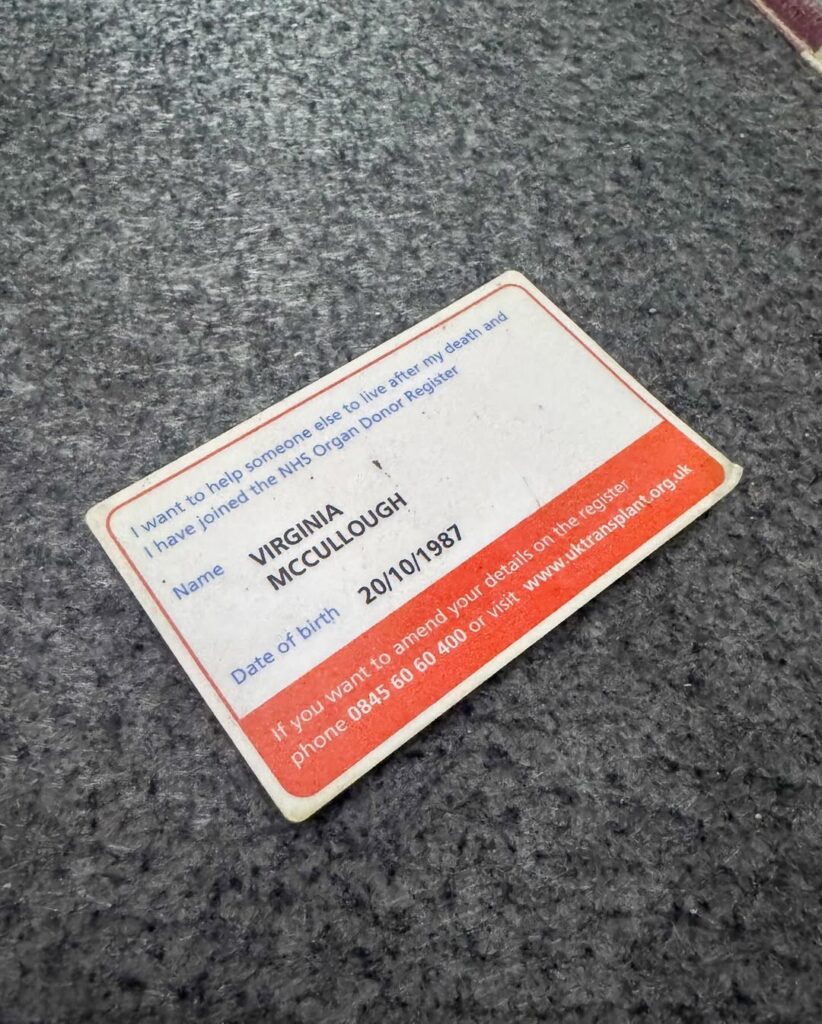 I want to help someone else to live after my death and
I have joined the NHS Organ Donor Register
Name VIRGINIA
MCCULLOUGH
Date of birth 20/10/1987
If you want to amend your details on the register
phone 0845 60 60 400 or visit www.uktransplant.org.uk